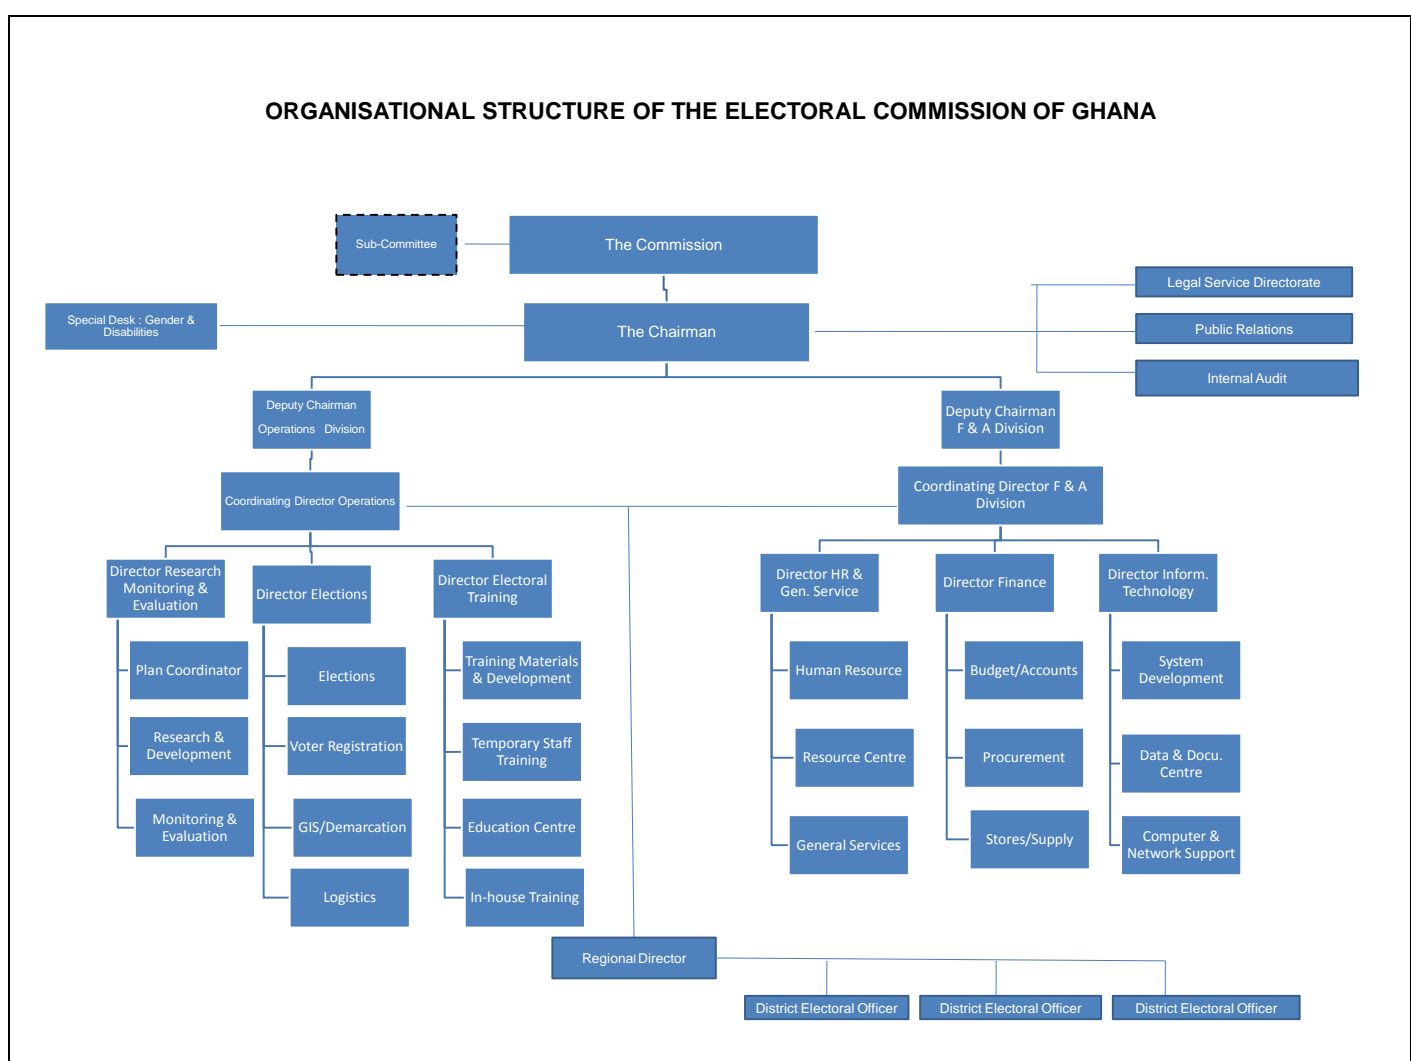 ORGANISATIONAL STRUCTURE OF THE ELECTORAL COMMISSION OF GHANA
Sub-Committee
The Commission
Legal Service Directorate
Special Desk : Gender &
Disabilities
The Chairman
Public Relations
Internal Audit
Deputy Chairman
Operations Division
Deputy Chairman
F & A Division
Coordinating Director Operations
Coordinating Director F & A
Division
Director Research
Monitoring &
Evaluation
Director Elections
Director Electoral
Training
Director HR &
Gen. Service
Director Finance
Director Inform.
Technology
Plan Coordinator
Elections
Training Materials
& Development
Human Resource
Budget/Accounts
System
Development
Research &
Development
Voter Registration
Temporary Staff
Training
Resource Centre
Procurement
Data & Docu.
Centre
Monitoring &
Evaluation
GIS/Demarcation
Education Centre
General Services
Stores/Supply
Computer &
Network Support
Logistics
In-house Training
Regional Director
District Electoral Officer
District Electoral Officer
District Electoral Officer